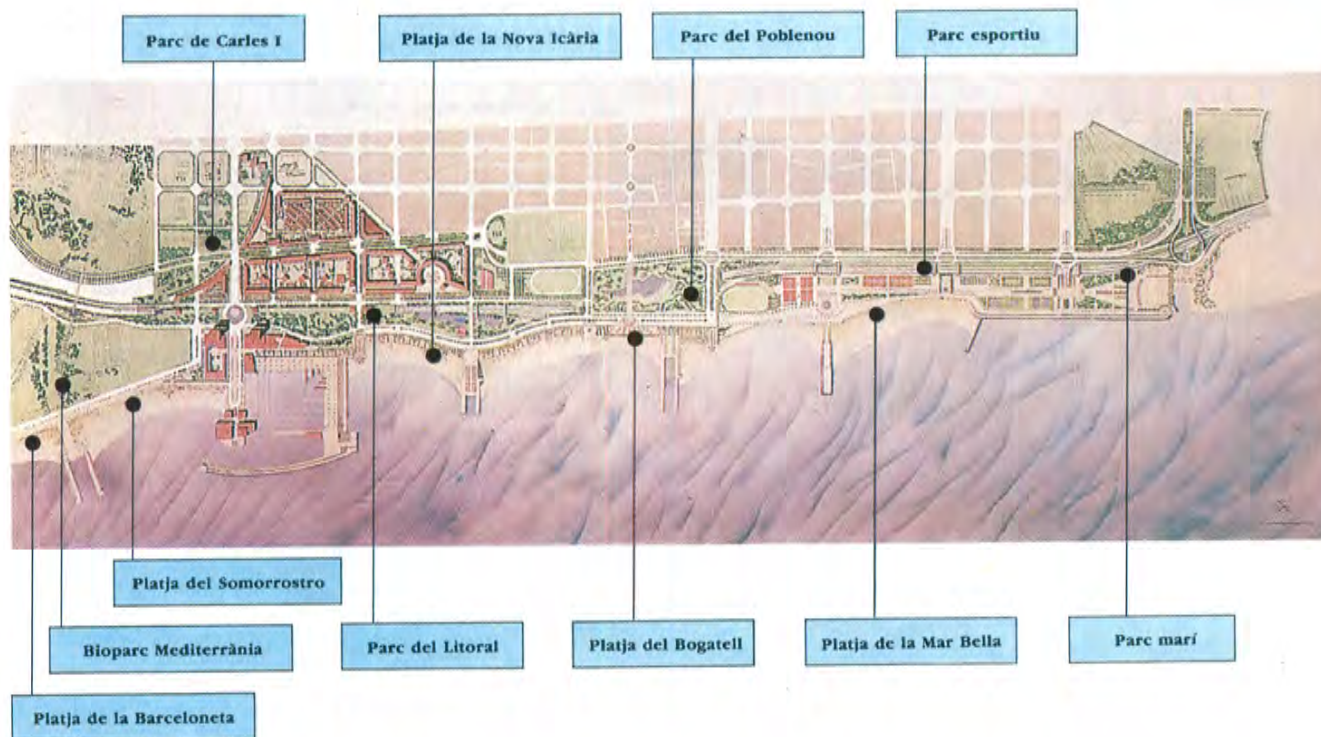 Parc de Carles I
Platja de la Nova Icària
Parc del Poblenou
Parc esportiu
Platja del Somorrostro
Bioparc Mediterrània
Parc del Litoral
Platja del Bogatell
Platja de la Mar Bella
Parc marí
Platja de la Barceloneta